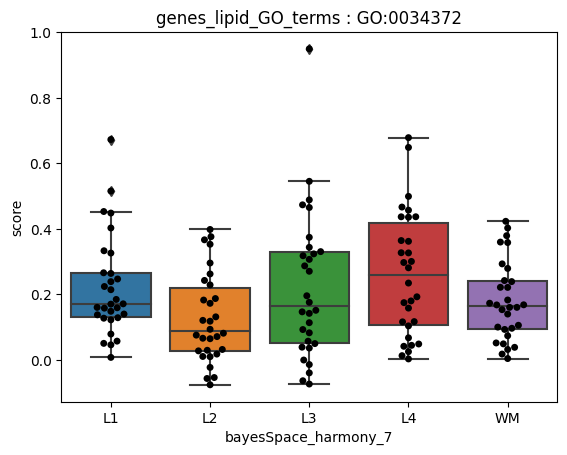 genes_lipid_GO_terms : GO:0034372
1.0
0.8
0.6
0.4
0.2
0.0
score
L1 L2 L3 L4 WM
bayesSpace_harmony_7